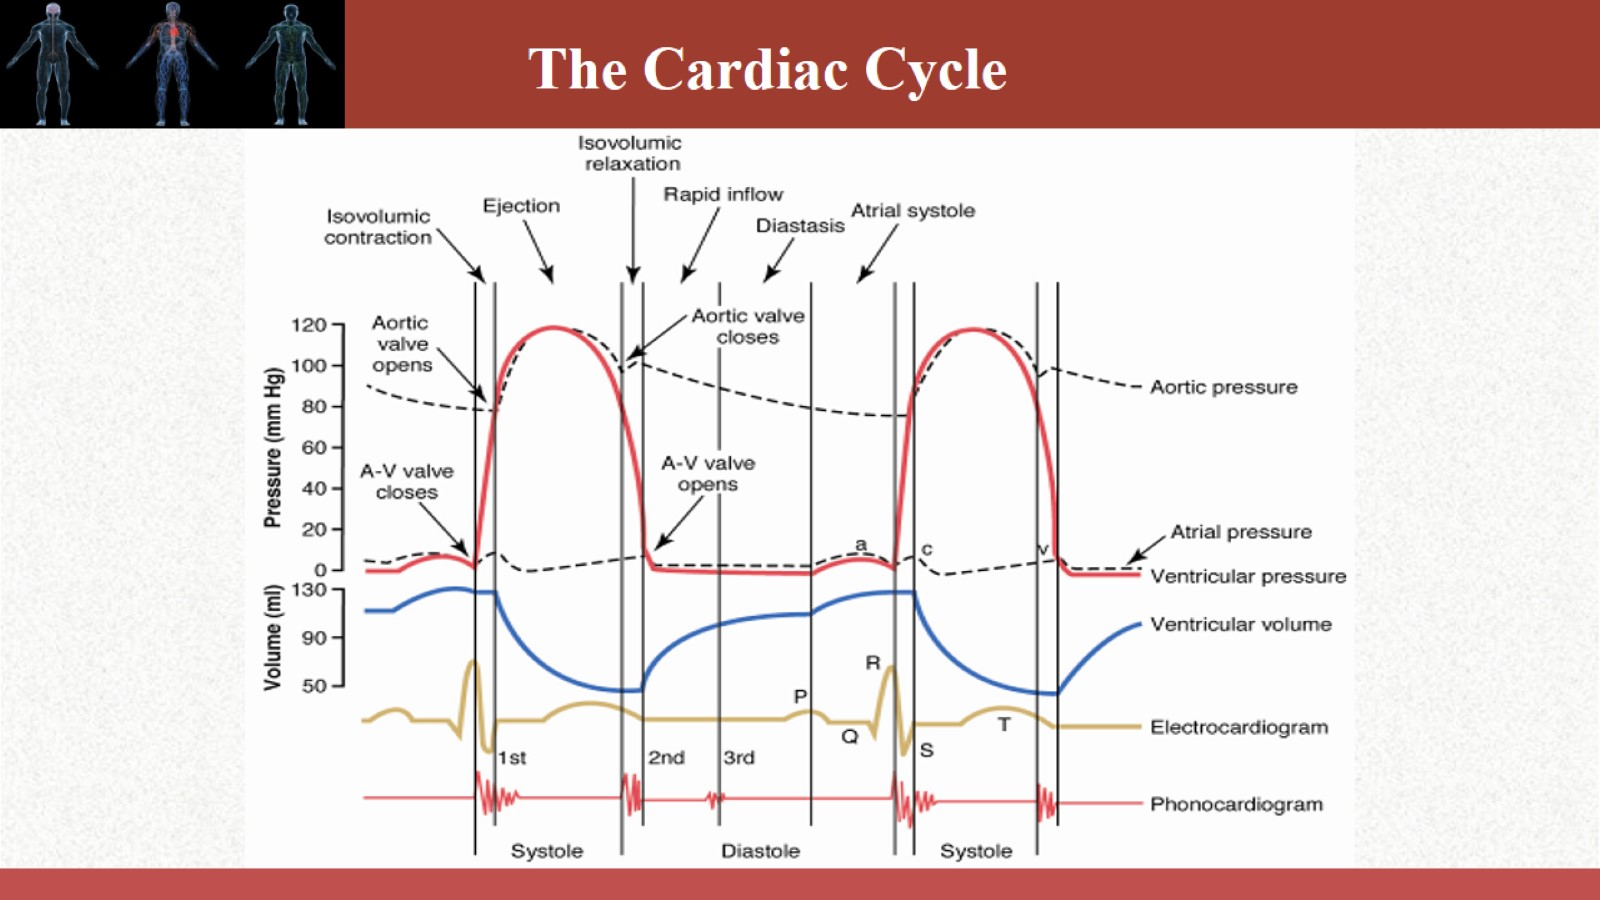 The Cardiac Cycle
Isovolumic
relaxation
Rapid inflow
Ejection
Atrial systole
Isovolumic
contraction
Diastasis
Aortic
valve
opens
Aortic valve
closes
A-V valve
closes
A-V valve
opens
Pressure (mm Hg)
120
100
80
60
40
20
0
Volume (ml)
130
90
50
a
c
v
Aortic pressure
Atrial pressure
Ventricular pressure
Ventricular volume
R
P
Q
S
T
Electrocardiogram
1st
2nd
3rd
Phonocardiogram
Systole
Diastole
Systole